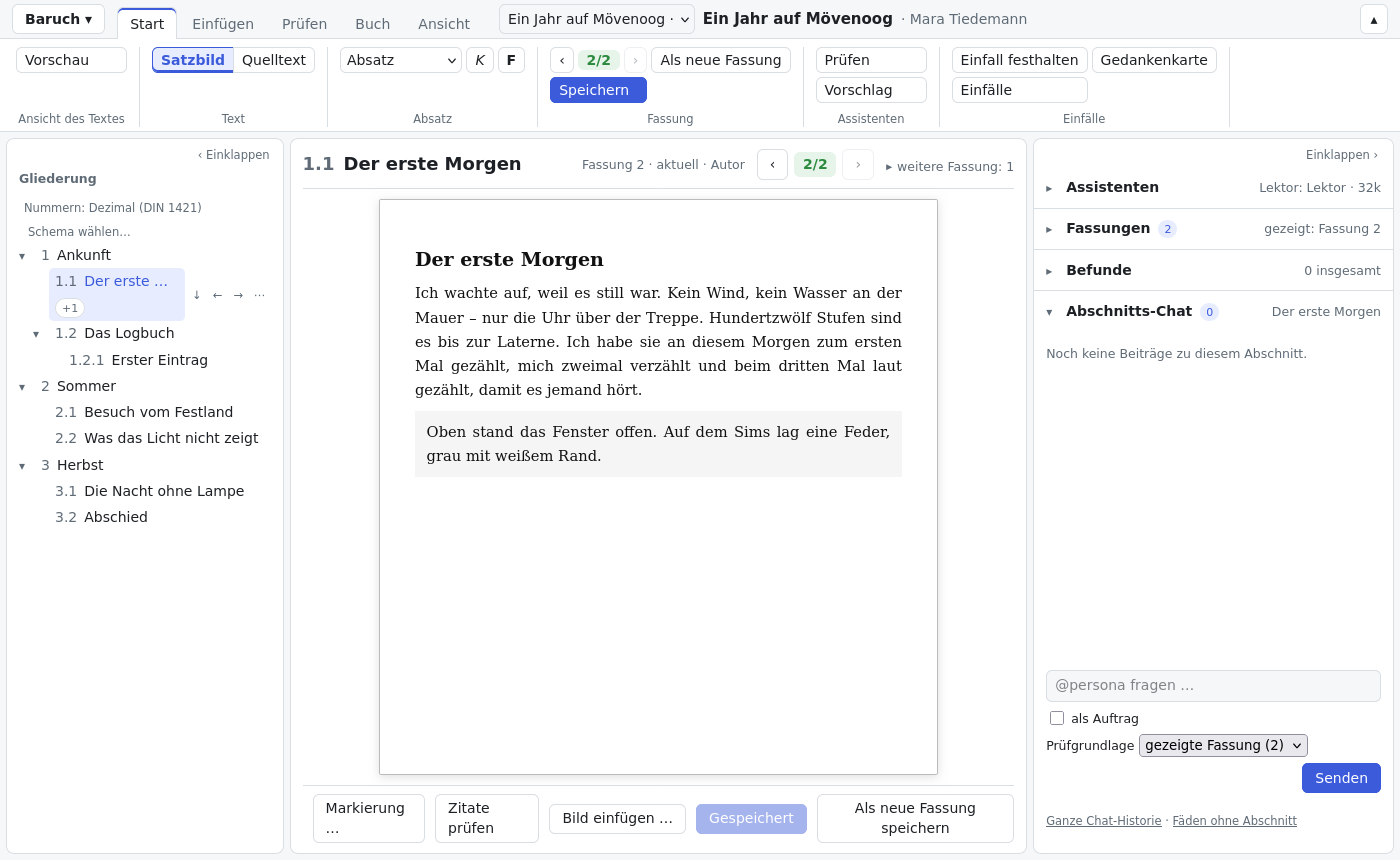 Baruch ▾
Start
Einfügen
Prüfen
Buch
Ansicht
Ein Jahr auf Mövenoog ·
Ein Jahr auf Mövenoog · Mara Tiedemann
▴
Vorschau
Ansicht des Textes
Satzbild
Quelltext
Text
Absatz
K
F
Absatz
‹
2/2
›
Als neue Fassung
Speichern
Fassung
Prüfen
Vorschlag
Assistenten
Einfall festhalten
Gedankenkarte
Einfälle
Einfälle
‹ Einklappen
Gliederung
Nummern: Dezimal (DIN 1421)
Schema wählen…
▾ 1 Ankunft
1.1 Der erste …
+1
↓ ← → ⋯
▾ 1.2 Das Logbuch
1.2.1 Erster Eintrag
▾ 2 Sommer
2.1 Besuch vom Festland
2.2 Was das Licht nicht zeigt
▾ 3 Herbst
3.1 Die Nacht ohne Lampe
3.2 Abschied
1.1 Der erste Morgen
Fassung 2 · aktuell · Autor
‹
2/2
›
▸ weitere Fassung: 1
Der erste Morgen
Ich wachte auf, weil es still war. Kein Wind, kein Wasser an der
Mauer – nur die Uhr über der Treppe. Hundertzwölf Stufen sind
es bis zur Laterne. Ich habe sie an diesem Morgen zum ersten
Mal gezählt, mich zweimal verzählt und beim dritten Mal laut
gezählt, damit es jemand hört.
Oben stand das Fenster offen. Auf dem Sims lag eine Feder,
grau mit weißem Rand.
Markierung
…
Zitate
prüfen
Bild einfügen …
Gespeichert
Als neue Fassung
speichern
Einklappen ›
▸ Assistenten
Lektor: Lektor · 32k
▸ Fassungen 2
gezeigt: Fassung 2
▸ Befunde
0 insgesamt
▾ Abschnitts-Chat 0
Der erste Morgen
Noch keine Beiträge zu diesem Abschnitt.
@persona fragen …
als Auftrag
Prüfgrundlage
gezeigte Fassung (2)
Senden
Ganze Chat-Historie · Fäden ohne Abschnitt